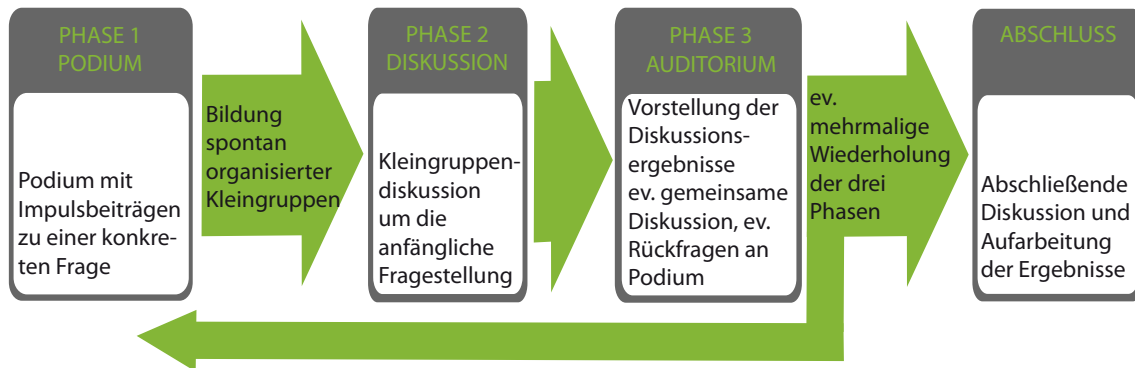 PHASE 1
PODIUM
Podium mit
Impulsbeiträgen
zu einer konkre-
ten Frage
Bildung
spontan
organisierter
Kleingruppen
PHASE 2
DISKUSSION
Kleingruppen-
diskussion
um die
anfängliche
Fragestellung
PHASE 3
AUDITORIUM
Vorstellung der
Diskussions-
ergebnisse
ev. gemeinsame
Diskussion, ev.
Rückfragen an
Podium
ev.
mehrmalige
Wiederholung
der drei
Phasen
ABSCHLUSS
Abschließende
Diskussion und
Aufarbeitung
der Ergebnisse